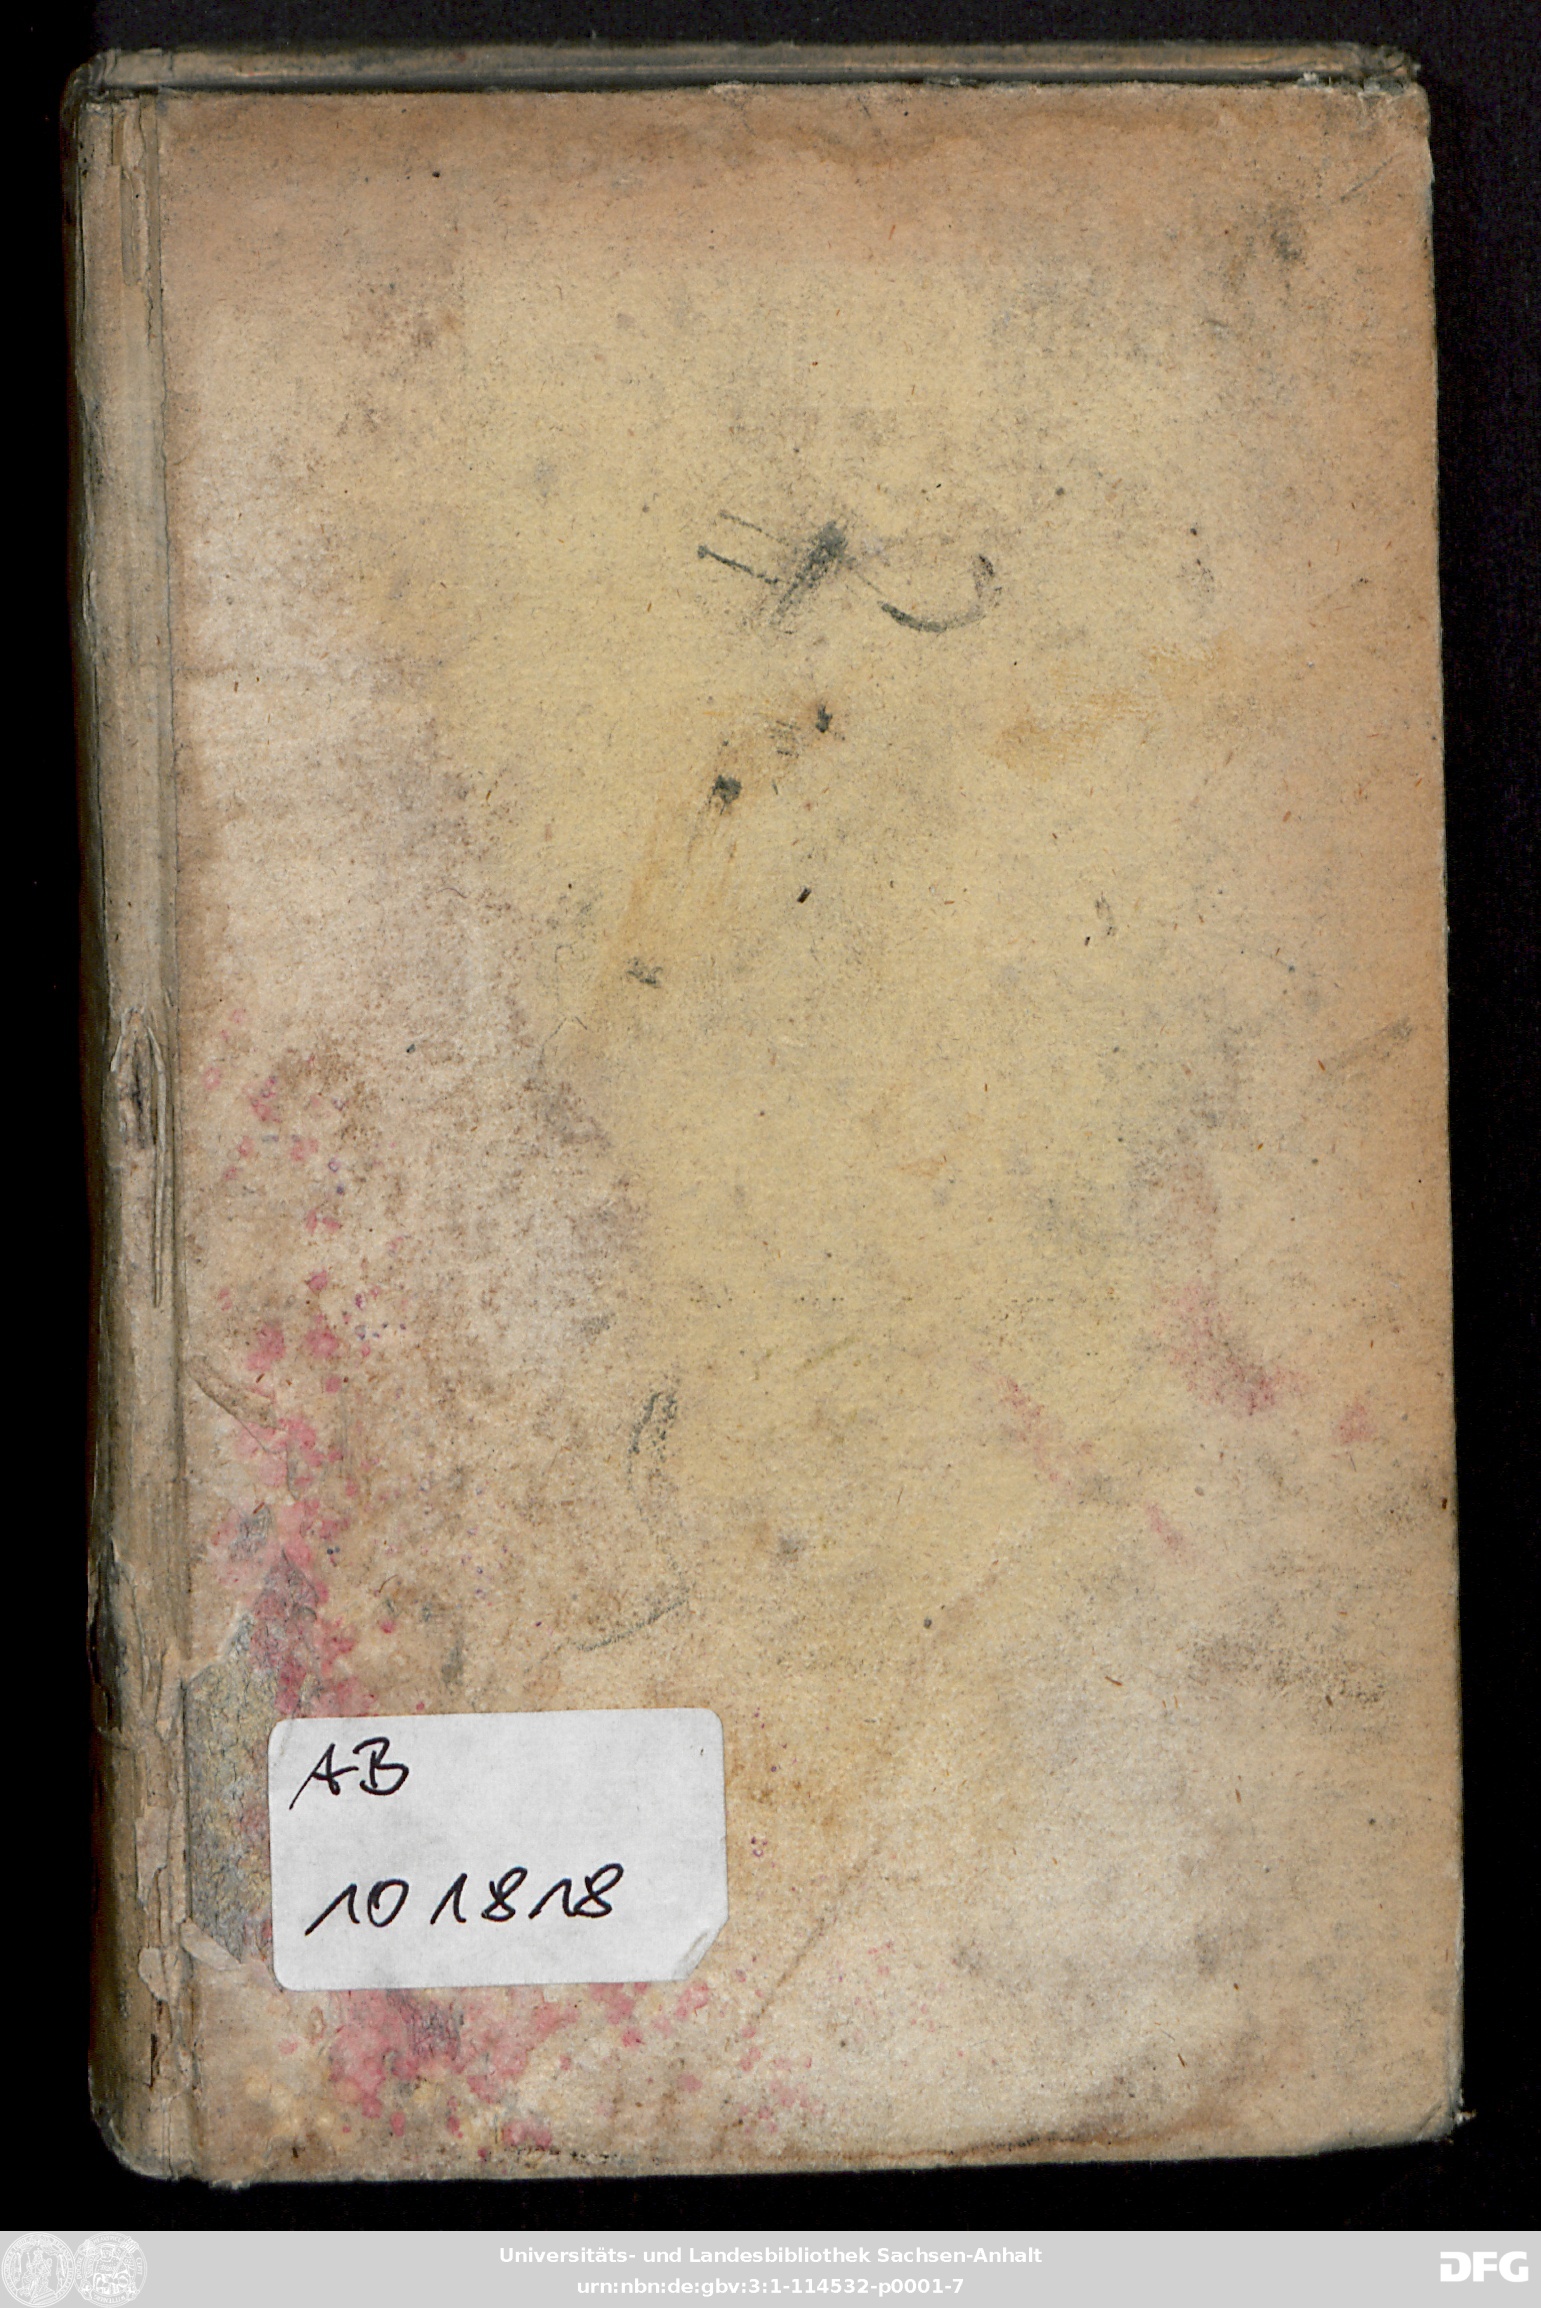 AB
101818
Universitäts- und Landesbibliothek Sachsen-Anhalt
urn:nbn:de:gbv:3:1-114532-p0001-7
DFG